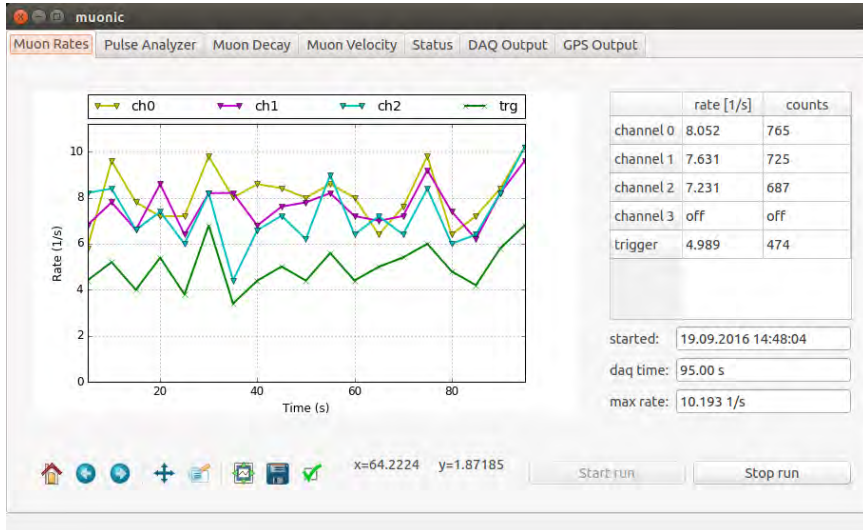 muonic
Muon Rates Pulse Analyzer Muon Decay Muon Velocity Status DAQ Output GPS Output
ch0 ch1 ch2 trg
10
8
6
4
2
0
Rate (1/s)
20 40 60 80
Time (s)
rate [1/s] counts
channel 0 8.052 765
channel 1 7.631 725
channel 2 7.231 687
channel 3 off off
trigger 4.989 474
started: 19.09.2016 14:48:04
daq time: 95.00 s
max rate: 10.193 1/s
x=64.2224 y=1.87185
Start run Stop run